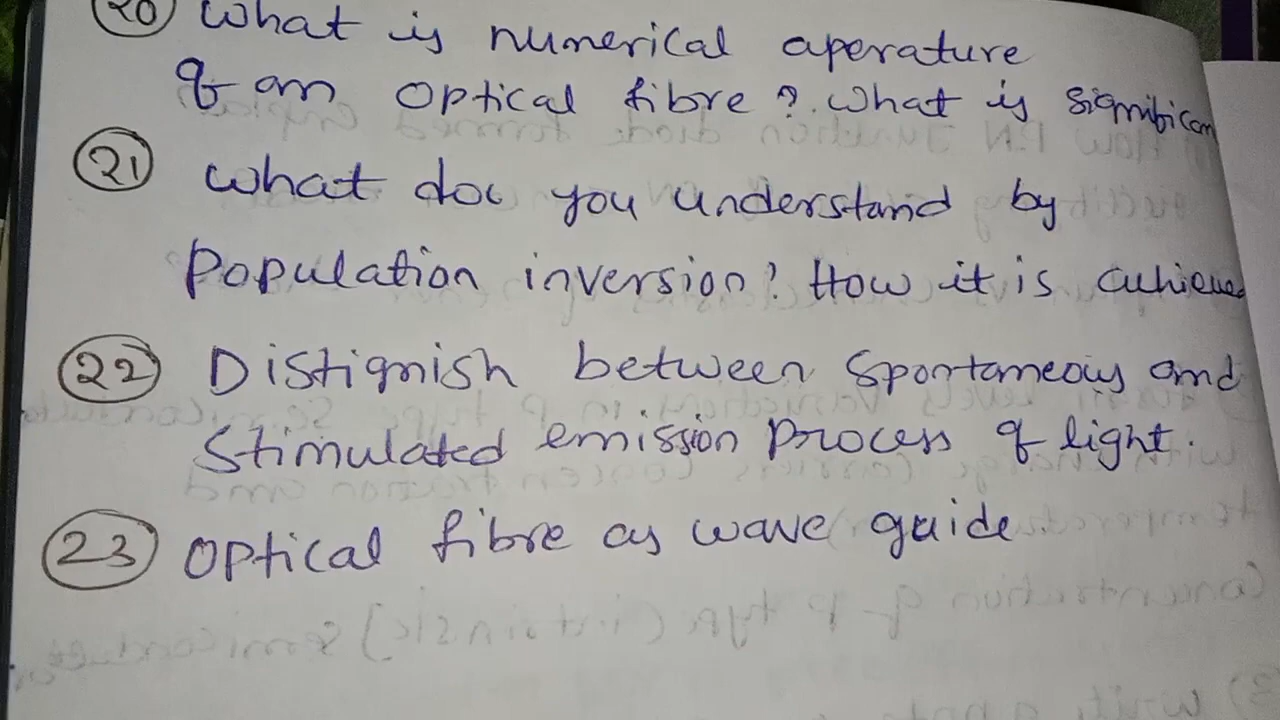 20 What is numerical aperature
of an optical fibre? What is significan
21 What do you understand by
Population inversion? How it is achieved
22 Distignish between Spontaneous and
Stimulated emission Process of light.
23 Optical fibre as wave guide.